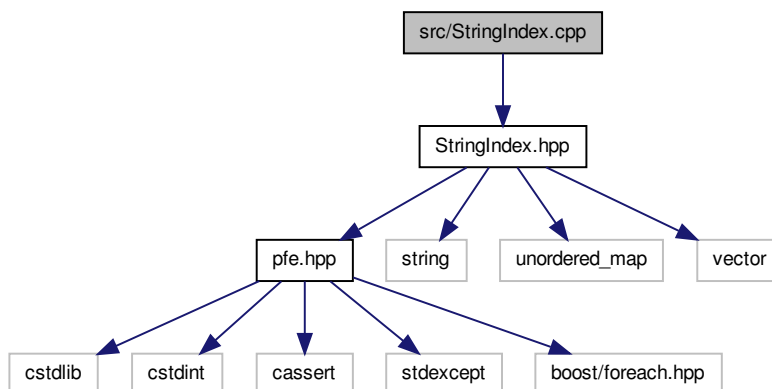 src/StringIndex.cpp
StringIndex.hpp
pfe.hpp
string
unordered_map
vector
cstdlib
cstdint
cassert
stdexcept
boost/foreach.hpp